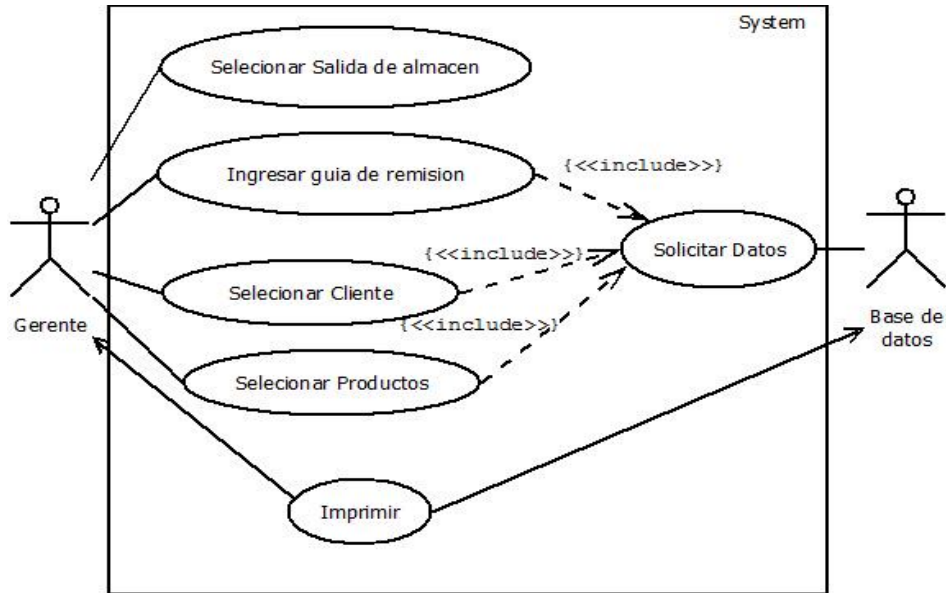 System
Selecionar Salida de almacen
Ingresar guia de remision
{<<include>>}
Solicitar Datos
{<<include>>}
Selecionar Cliente
{<<include>>}
Gerente
Base de
datos
Selecionar Productos
Imprimir